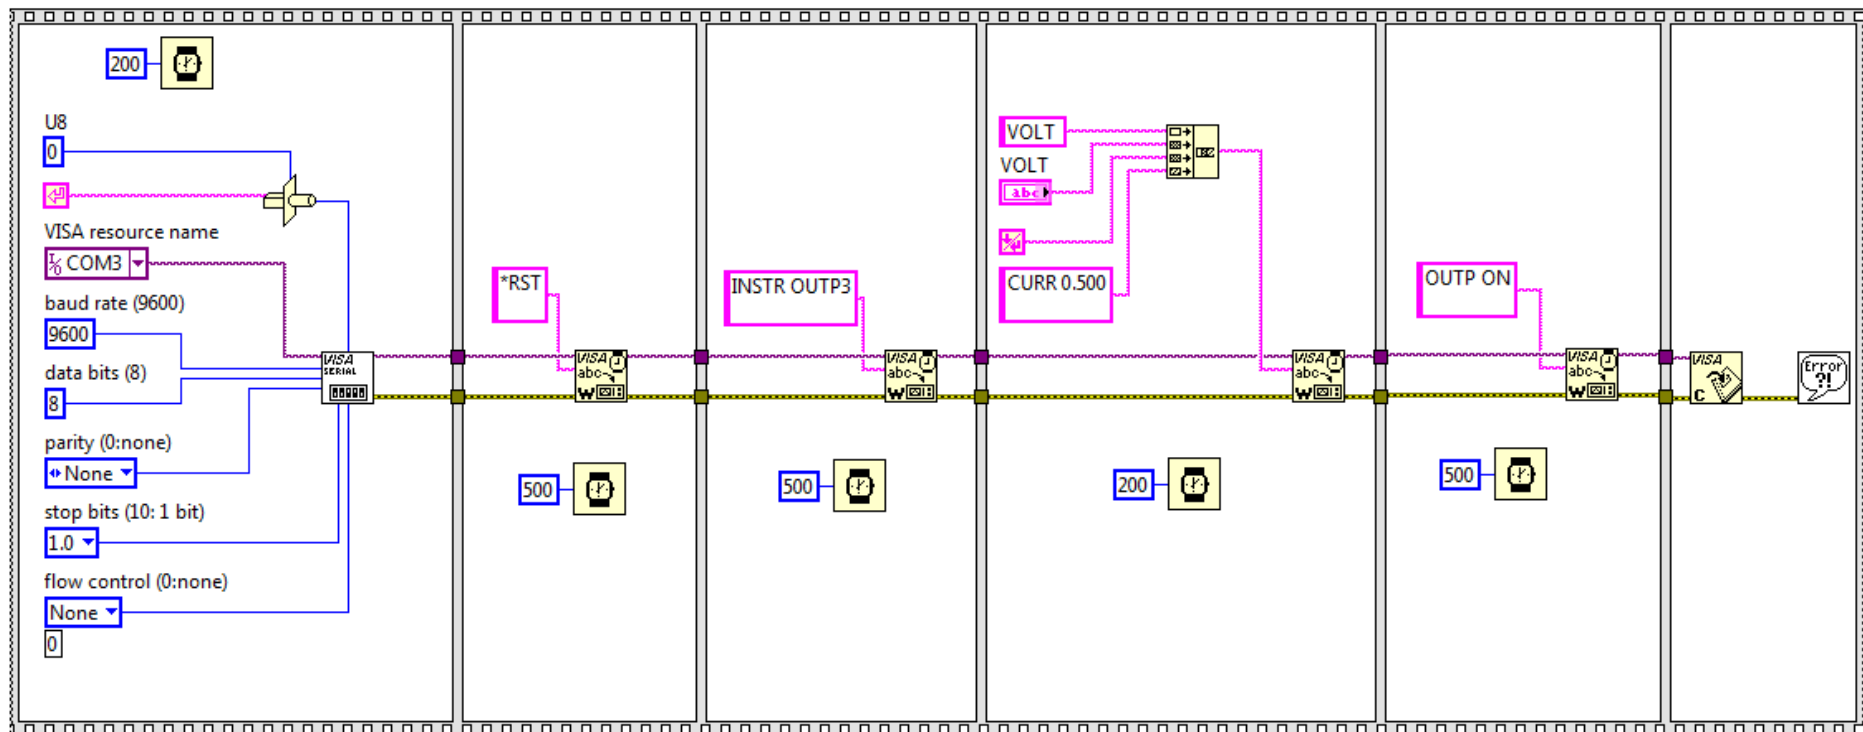 200
U8
0
VISA resource name
I/O COM3
baud rate (9600)
9600
VISA
SERIAL
data bits (8)
8
parity (0:none)
None
stop bits (10: 1 bit)
1.0
flow control (0:none)
None
0
*RST
VISA
abc
W
500
INSTR OUTP3
VISA
abc
W
500
VOLT
VOLT
abc
CURR 0.500
VISA
abc
W
200
OUTP ON
VISA
abc
W
500
VISA
C
Error
?!